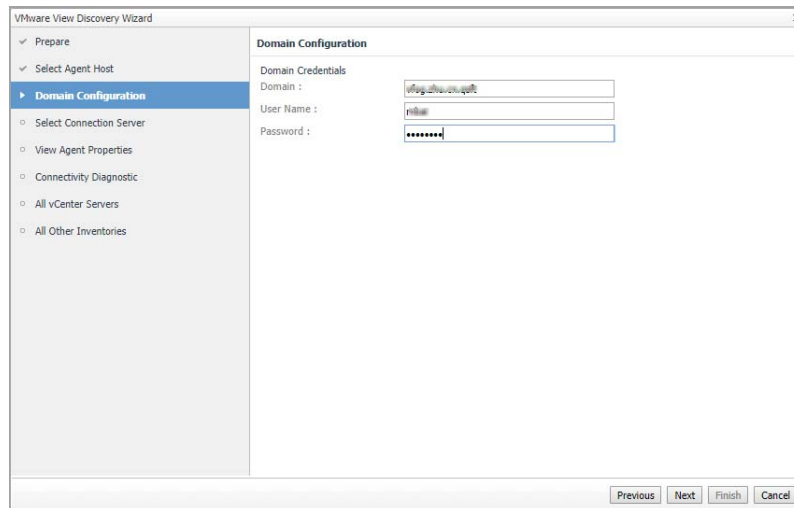 VMware View Discovery Wizard
Prepare
Select Agent Host
Domain Configuration
Select Connection Server
View Agent Properties
Connectivity Diagnostic
All vCenter Servers
All Other Inventories
Domain Configuration
Domain Credentials
Domain :
User Name :
Password :
••••••••
Previous Next Finish Cancel